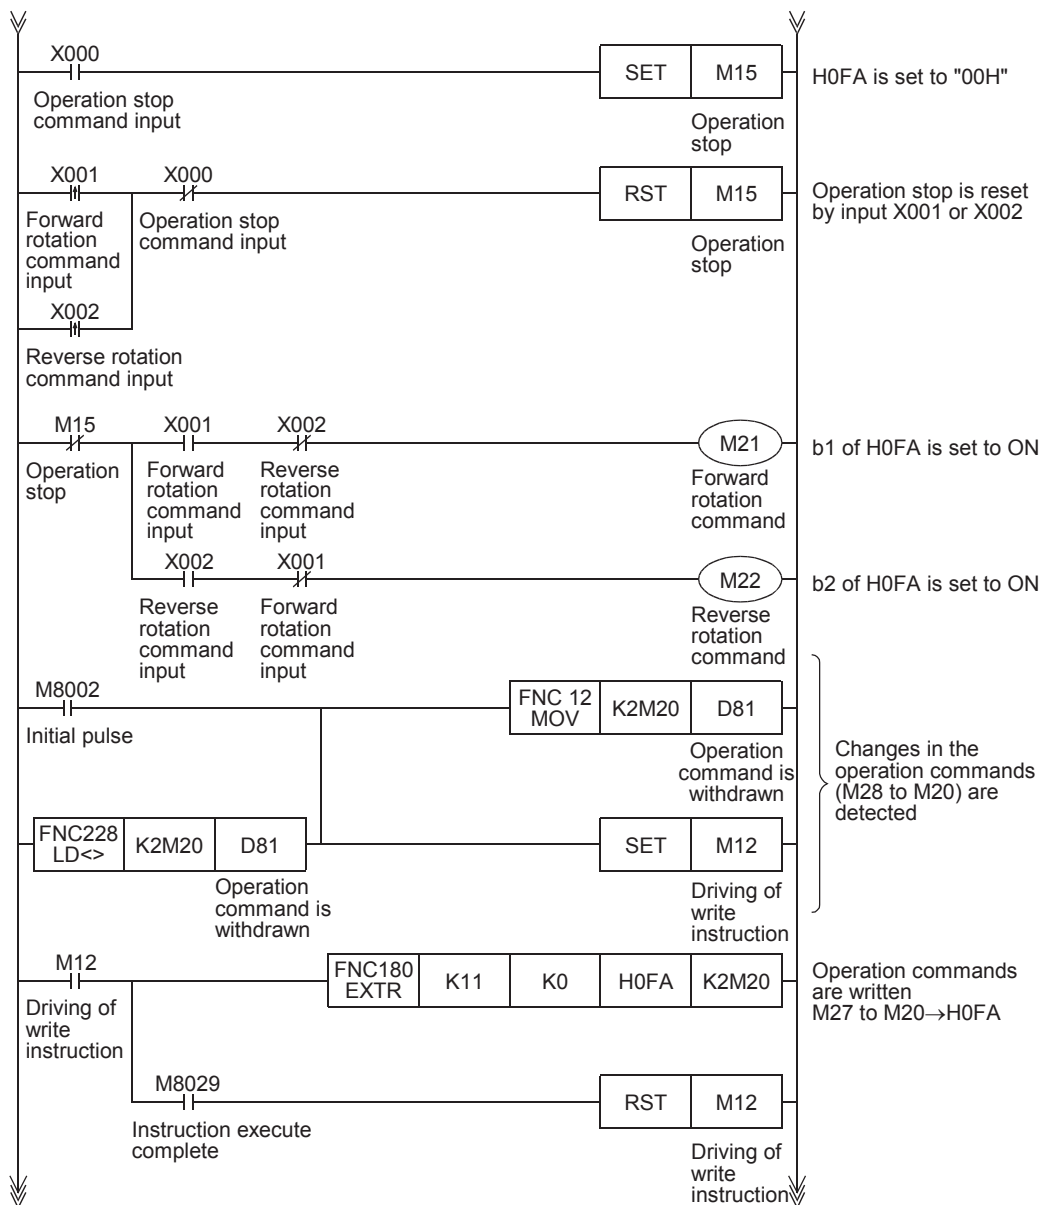 X000
Operation stop
command input
SET M15
Operation
stop
H0FA is set to "00H"
X001 X000
Forward
rotation
command
input
Operation stop
command input
RST M15
Operation
stop
Operation stop is reset
by input X001 or X002
X002
Reverse rotation
command input
M15 X001 X002
Operation
stop
Forward
rotation
command
input
Reverse
rotation
command
input
M21
Forward
rotation
command
b1 of H0FA is set to ON
X002 X001
Reverse
rotation
command
input
Forward
rotation
command
input
M22
Reverse
rotation
command
b2 of H0FA is set to ON
M8002
Initial pulse
FNC 12
MOV
K2M20 D81
Operation
command is
withdrawn
Changes in the
operation commands
(M28 to M20) are
detected
FNC228
LD<>
K2M20 D81
Operation
command is
withdrawn
SET M12
Driving of
write
instruction
M12
Driving of
write
instruction
FNC180
EXTR
K11 K0 H0FA K2M20
Operation commands
are written
M27 to M20→H0FA
M8029
Instruction execute
complete
RST M12
Driving of
write
instruction